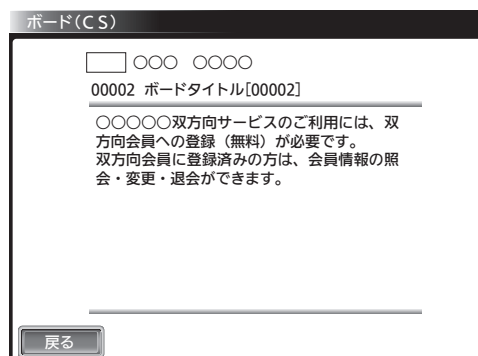 ボード(CS)
○○○ ○○○○
00002 ボードタイトル[00002]
○○○○○双方向サービスのご利用には、双
方向会員への登録（無料）が必要です。
双方向会員に登録済みの方は、会員情報の照
会・変更・退会ができます。
戻る